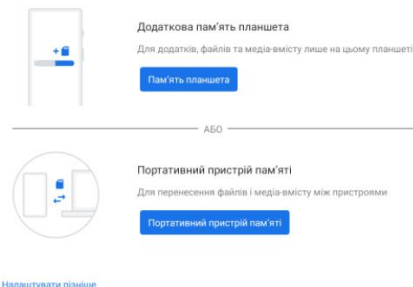 Додаткова пам'ять планшета
Для додатків, файлів та медіа-вмісту лише на цьому планшеті
Пам'ять планшета
АБО
Портативний пристрій пам'яті
Для перенесення файлів і медіа-вмісту між пристроями
Портативний пристрій пам'яті
Налаштувати пізніше